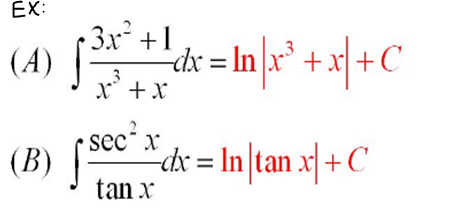 EX:
(A) ∫ (3x² + 1)/(x³ + x) dx = ln|x³ + x| + C
(B) ∫ (sec² x)/(tan x) dx = ln|tan x| + C